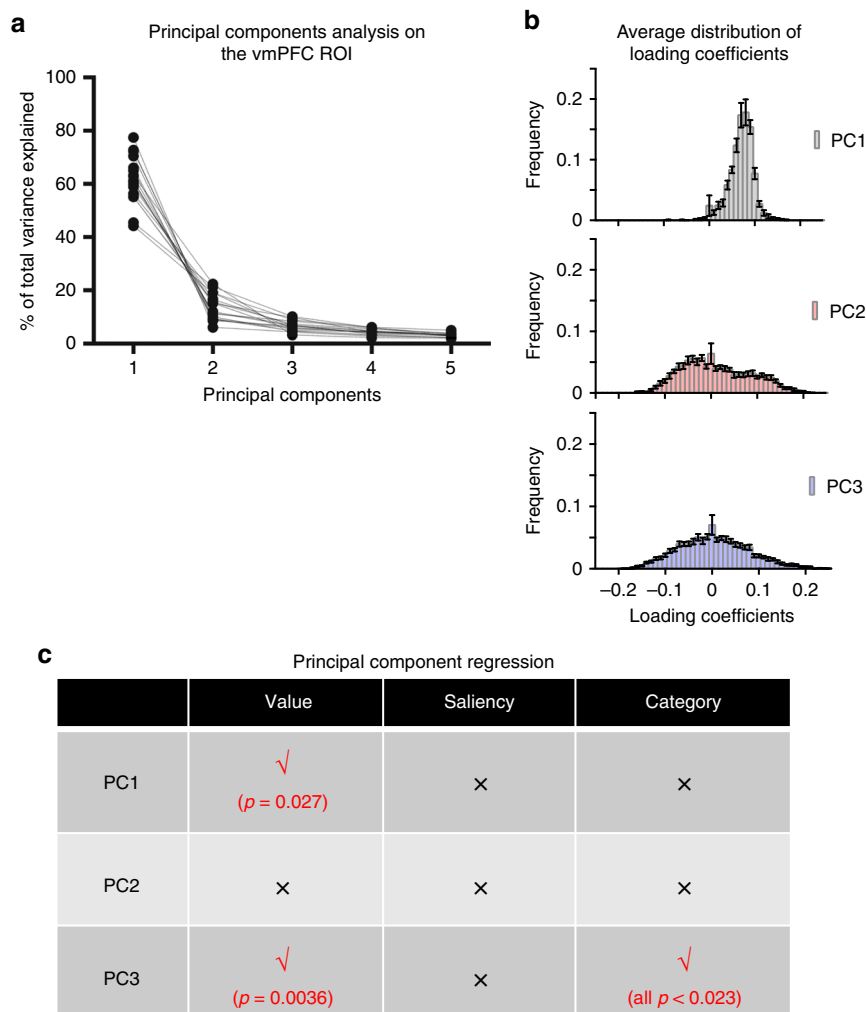 a
Principal components analysis on
the vmPFC ROI
% of total variance explained
100
80
60
40
20
0
1 2 3 4 5
Principal components
b
Average distribution of
loading coefficients
Frequency
0.2
0.1
0
PC1
Frequency
0.2
0.1
0
PC2
Frequency
0.2
0.1
0
PC3
−0.2 −0.1 0 0.1 0.2
Loading coefficients
c
Principal component regression
Value Saliency Category
PC1 √ × ×
(p = 0.027)
PC2 × × ×
PC3 √ × √
(p = 0.0036) (all p < 0.023)